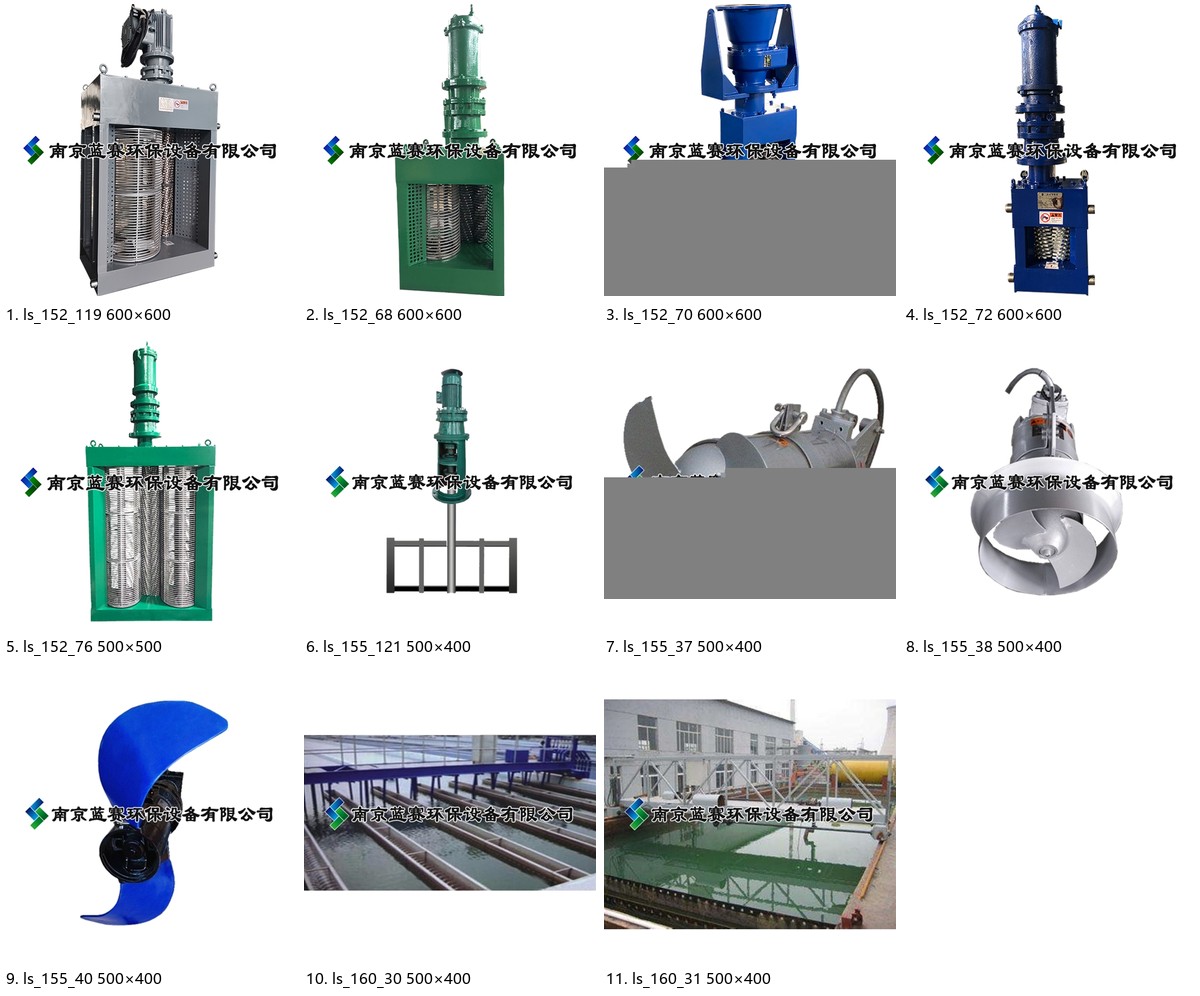 南京蓝赛环保设备有限公司
南京蓝赛环保设备有限公司
南京蓝赛环保设备有限公司
南京蓝赛环保设备有限公司
1. ls_152_119 600×600
2. ls_152_68 600×600
3. ls_152_70 600×600
4. ls_152_72 600×600
南京蓝赛环保设备有限公司
南京蓝赛环保设备有限公司
南京蓝赛环保设备有限公司
5. ls_152_76 500×500
6. ls_155_121 500×400
7. ls_155_37 500×400
8. ls_155_38 500×400
南京蓝赛环保设备有限公司
南京蓝赛环保设备有限公司
南京蓝赛环保设备有限公司
9. ls_155_40 500×400
10. ls_160_30 500×400
11. ls_160_31 500×400